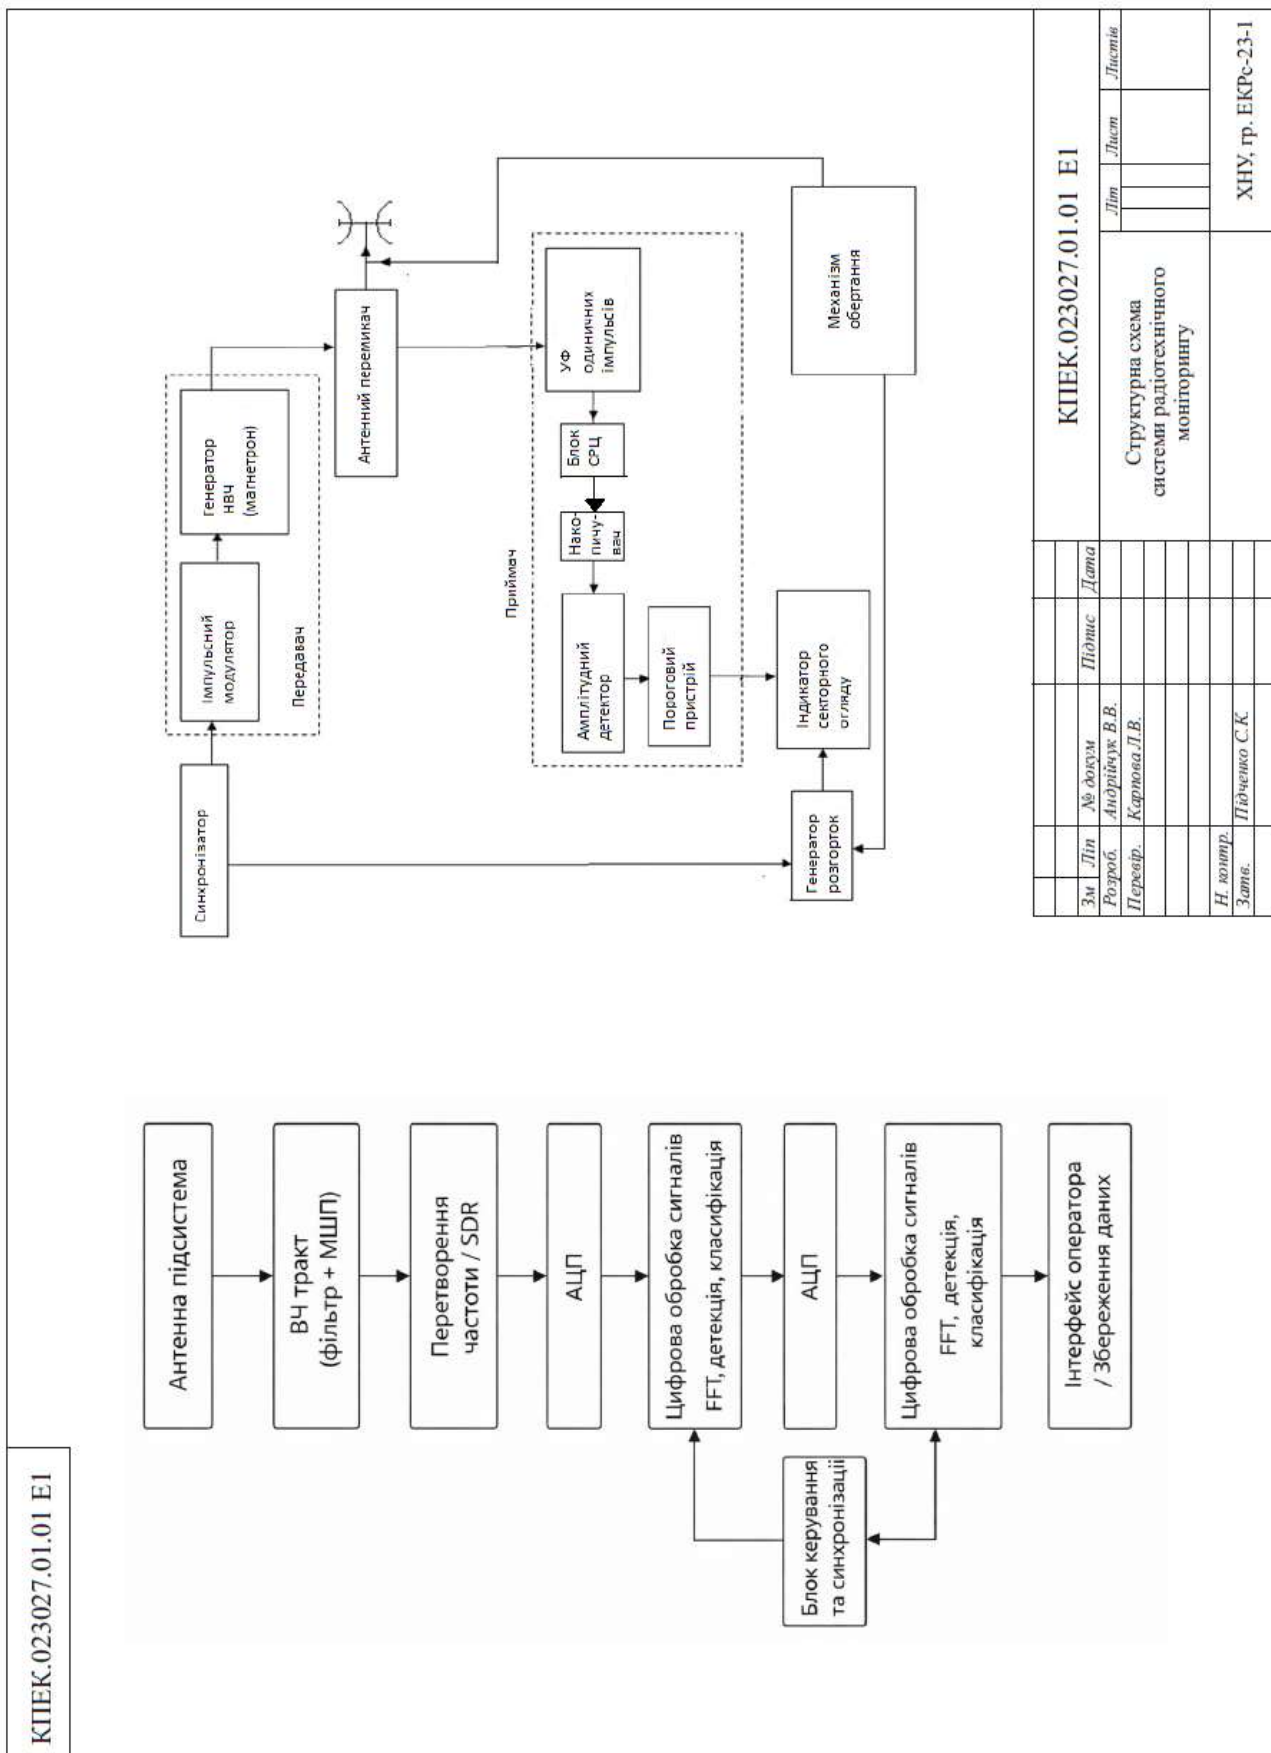 КПЕК.023027.01.01 Е1
Антенна підсистема
ВЧ тракт
(фільтр + МШП)
Перетворення
частоти / SDR
АЦП
Цифрова обробка сигналів
FFT, детекція, класифікація
АЦП
Цифрова обробка сигналів
FFT, детекція,
класифікація
Інтерфейс оператора
/ Збереження даних
Блок керування
та синхронізації
Синхронізатор
Імпульсний
модулятор
Генератор
НВЧ
(магнетрон)
Передавач
Антенний перемикач
Приймач
УФ
одиничних
імпульсів
Блок
СРЦ
Нако-
пичу-
вач
Амплітудний
детектор
Пороговий
пристрій
Індикатор
секторного
огляду
Генератор
розгорток
Механізм
обертання
КПЕК.023027.01.01 Е1
Зм Ліп № докум Підпис Дата
Розроб. Андрійчук В.В.
Перевір. Карпова Л.В.
Н. контр.
Затв. Підченко С.К.
Структурна схема
системи радіотехнічного
моніторингу
Літ Лист Листів
ХНУ, гр. ЕКРс-23-1